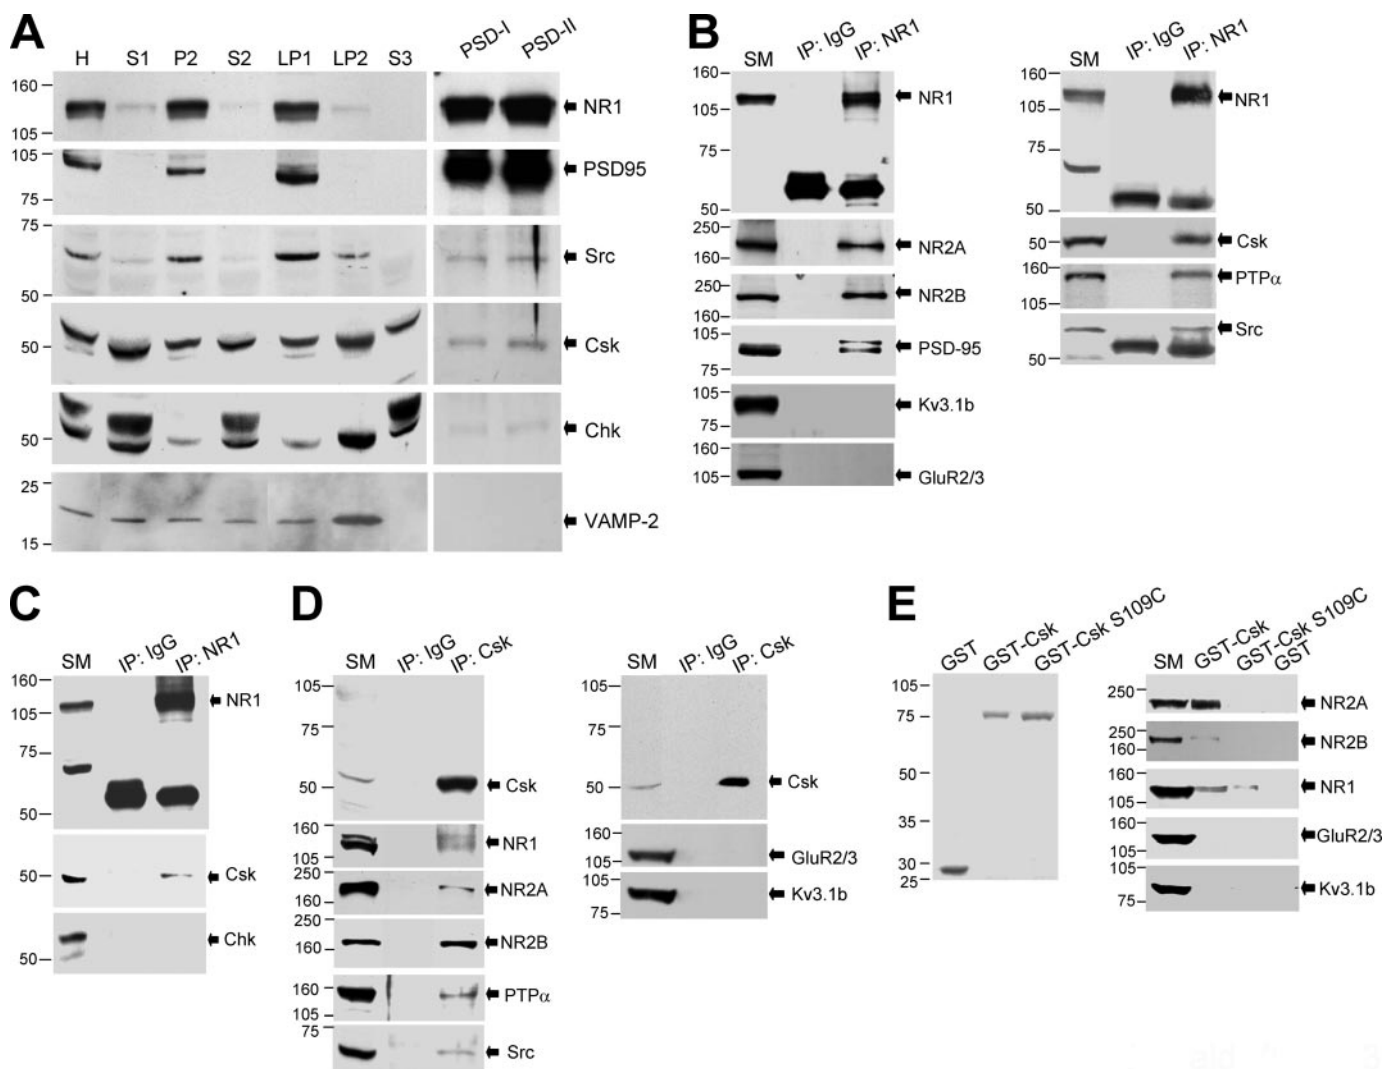 A
H S1 P2 S2 LP1 LP2 S3 PSD-I PSD-II
160
105
NR1
105
75
PSD95
75
50
Src
50
Csk
50
Chk
25
15
VAMP-2
B
SM IP: IgG IP: NR1
160
105
75
50
NR1
250
160
NR2A
250
160
NR2B
105
75
PSD-95
105
75
Kv3.1b
160
105
GluR2/3
SM IP: IgG IP: NR1
160
105
75
50
NR1
50
Csk
160
105
PTPα
50
Src
C
SM IP: IgG IP: NR1
160
105
75
50
NR1
50
Csk
50
Chk
D
SM IP: IgG IP: Csk
105
75
50
Csk
160
105
NR1
250
160
NR2A
250
160
NR2B
160
105
PTPα
75
Src
SM IP: IgG IP: Csk
105
75
50
Csk
160
105
GluR2/3
105
75
Kv3.1b
E
GST GST-Csk GST-Csk S109C
105
75
50
35
30
25
SM GST-Csk GST-Csk S109C GST
250
NR2A
250
160
NR2B
160
105
NR1
160
105
GluR2/3
105
75
Kv3.1b